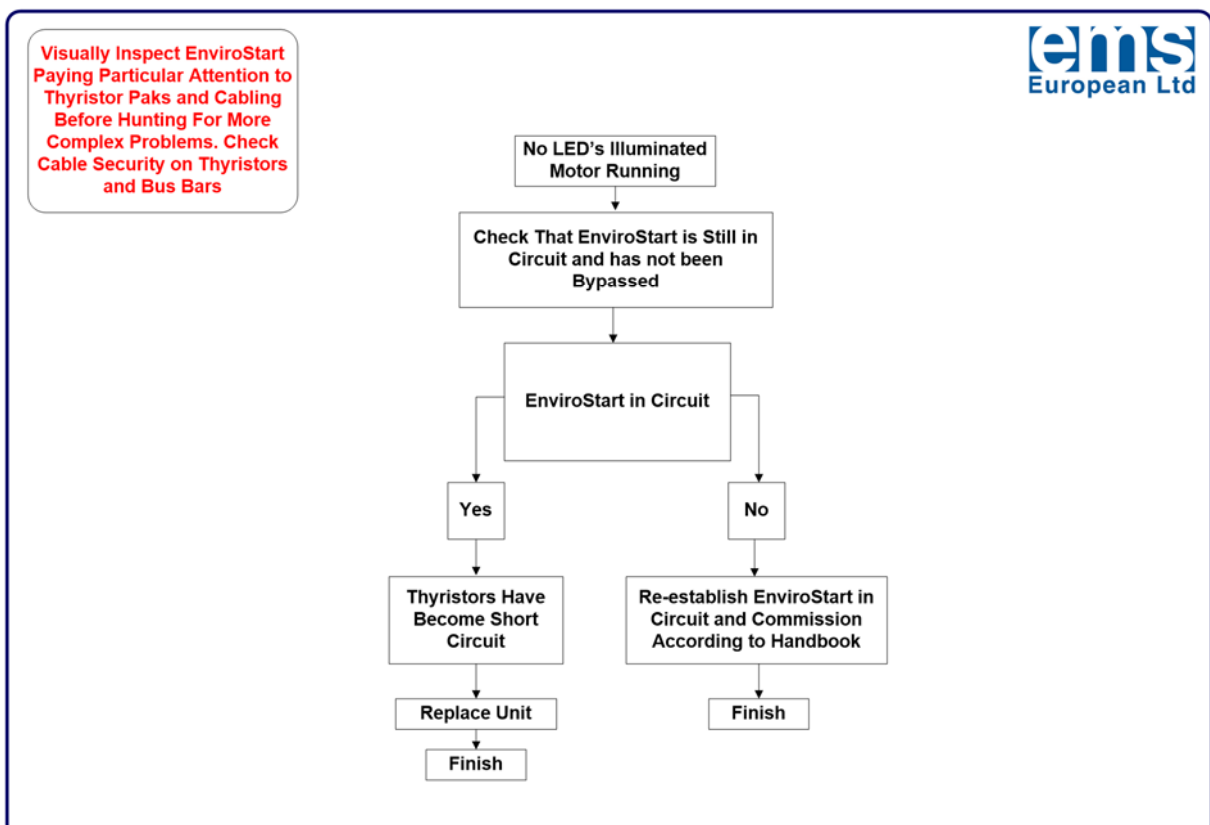 Visually Inspect EnviroStart
Paying Particular Attention to
Thyristor Paks and Cabling
Before Hunting For More
Complex Problems. Check
Cable Security on Thyristors
and Bus Bars
ems
European Ltd
No LED's Illuminated
Motor Running
Check That EnviroStart is Still in
Circuit and has not been
Bypassed
EnviroStart in Circuit
Yes
No
Thyristors Have
Become Short
Circuit
Re-establish EnviroStart in
Circuit and Commission
According to Handbook
Replace Unit
Finish
Finish